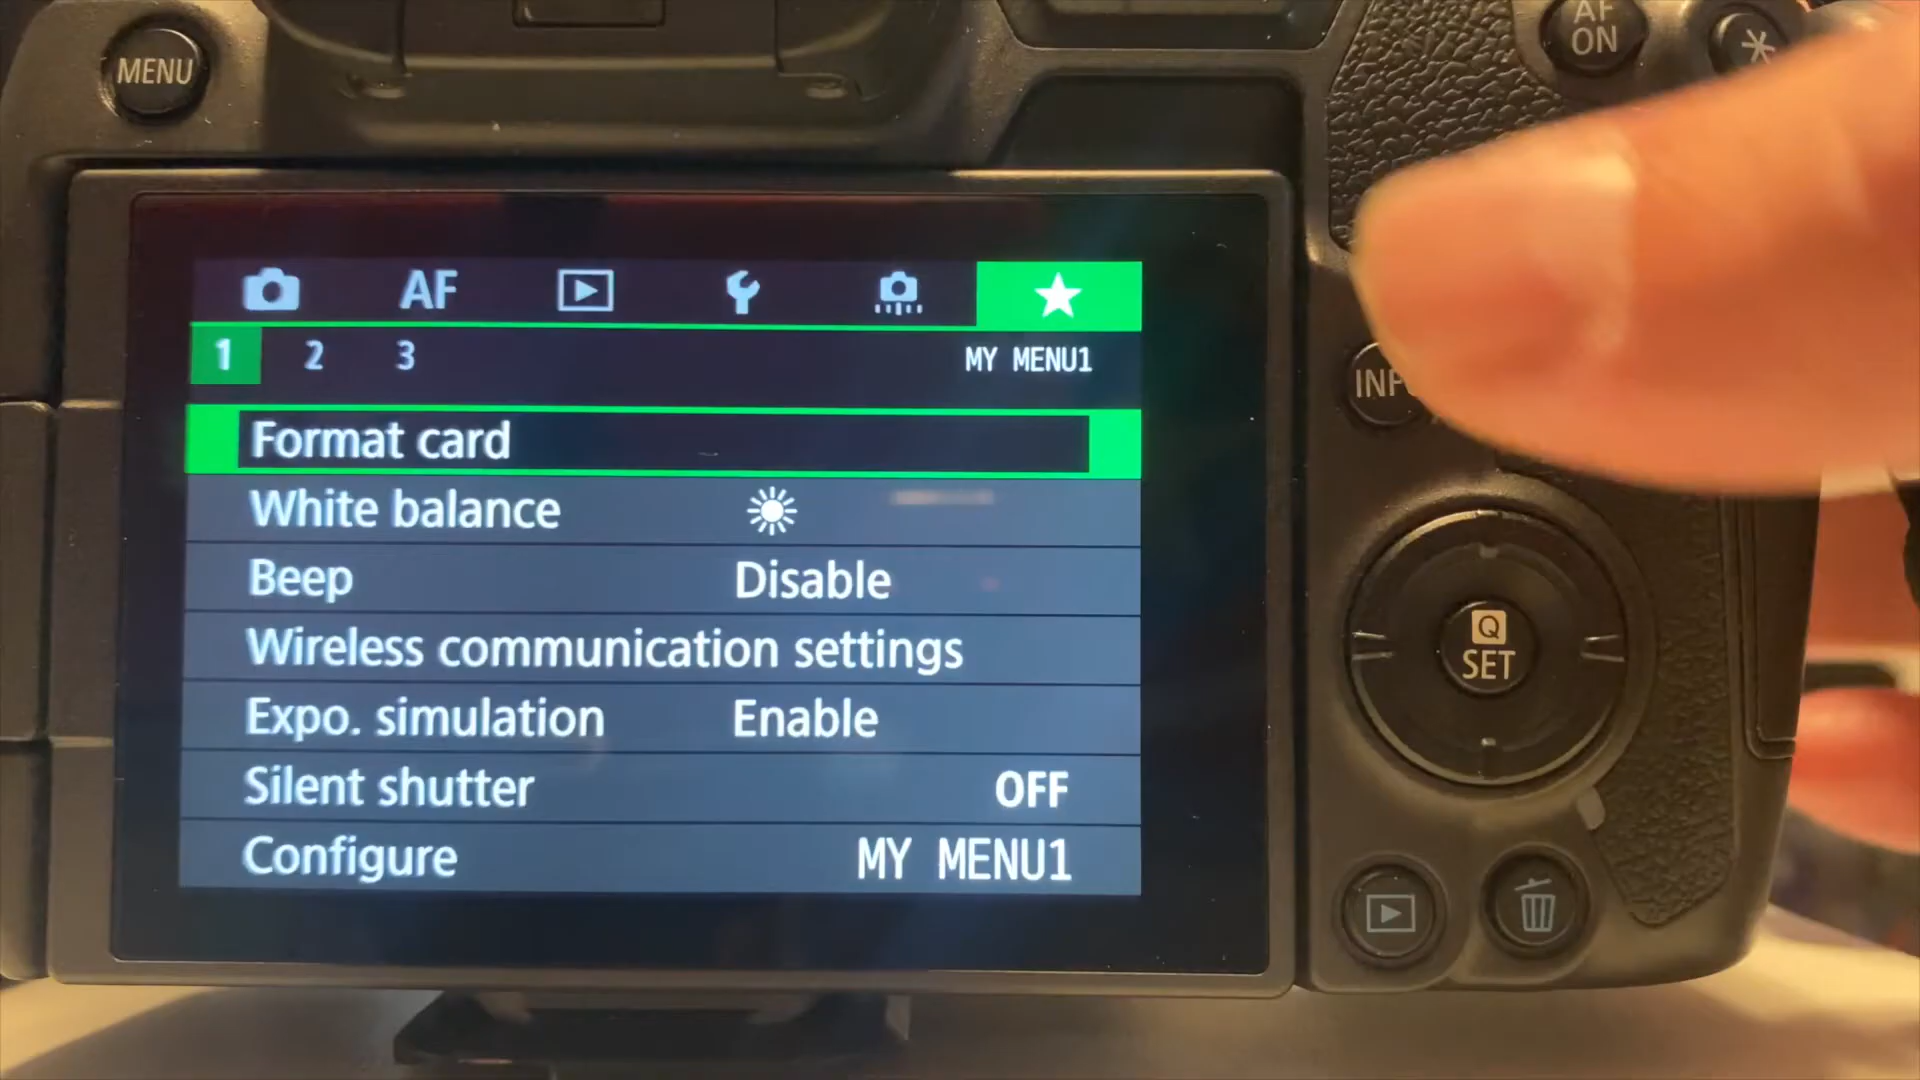 AF
ON
MENU
AF
1 2 3 MY MENU1
INF
Format card
White balance
Beep Disable
Wireless communication settings
Expo. simulation Enable
Silent shutter OFF
Configure MY MENU1
Q
SET